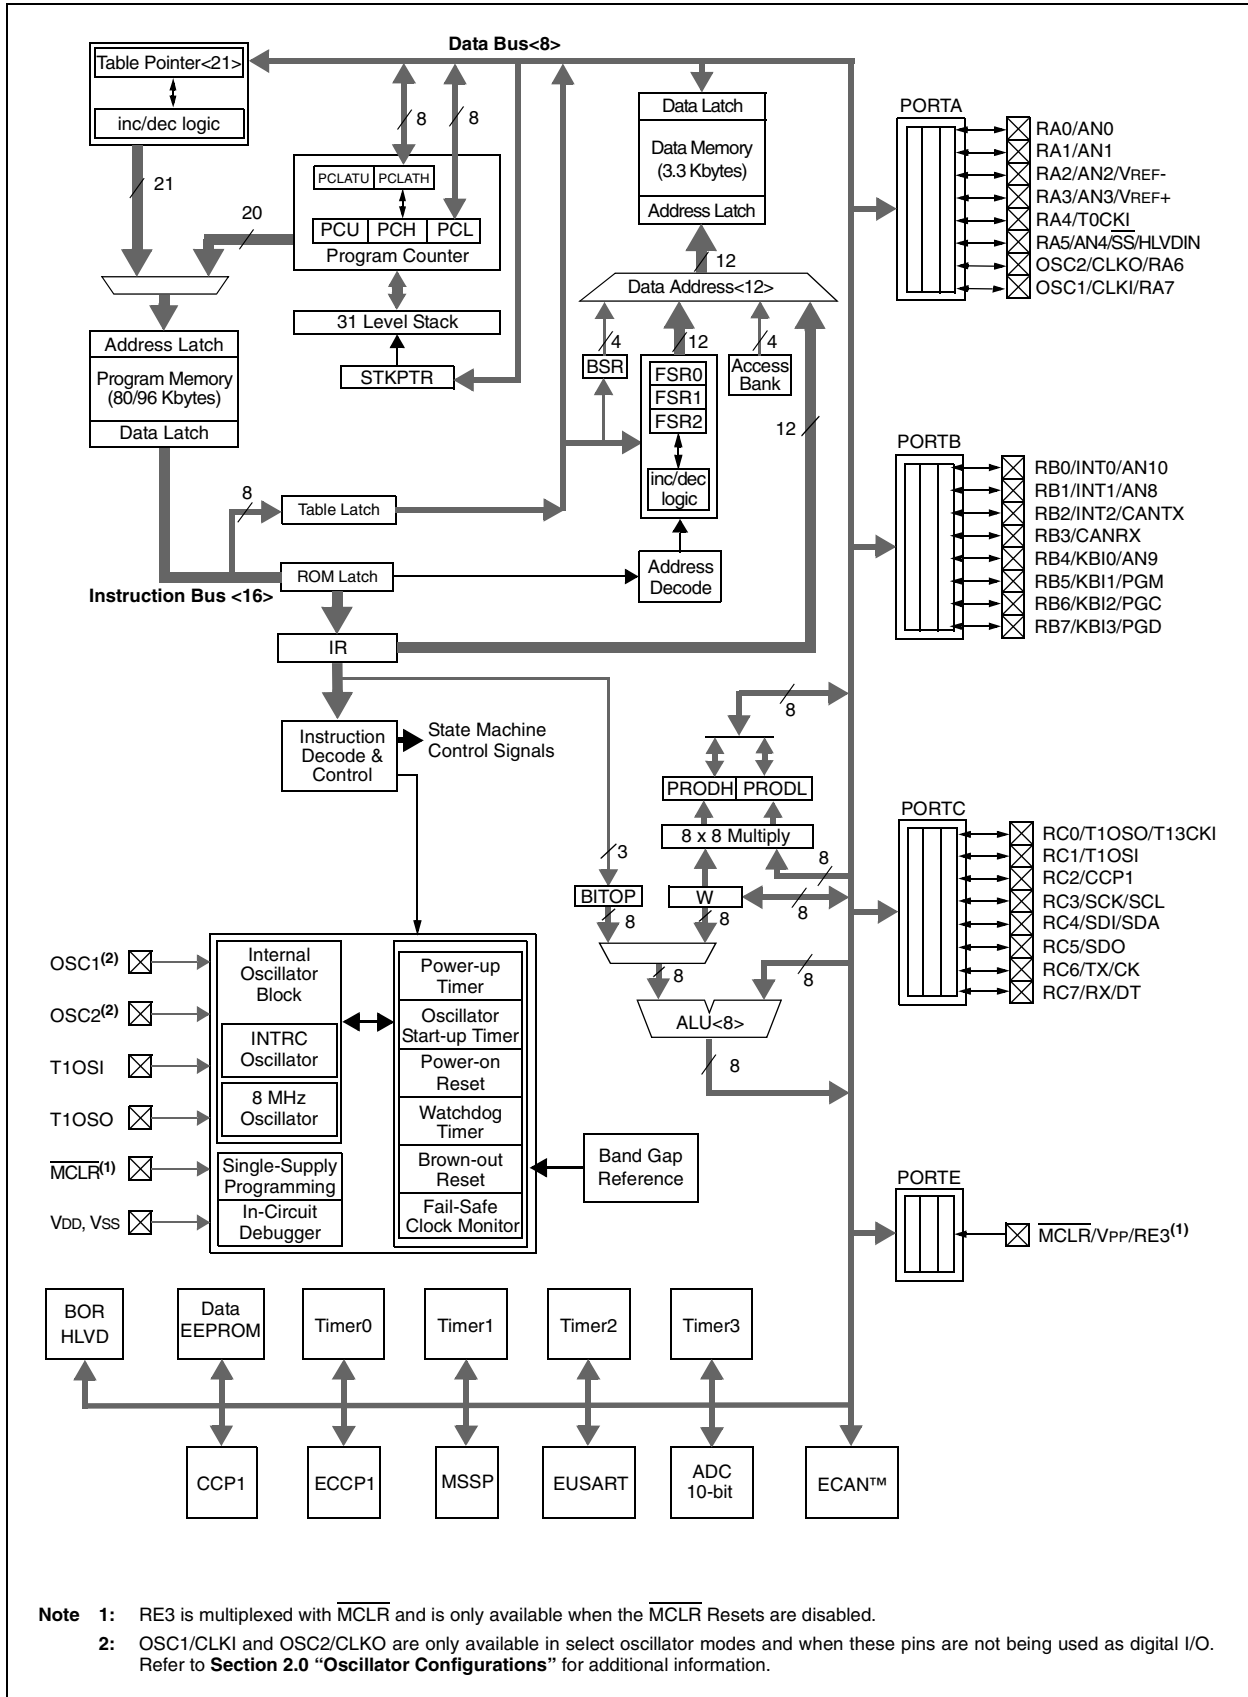 Data Bus<8>
Table Pointer<21>
inc/dec logic
21
8
8
PCLATU PCLATH
PCU PCH PCL
Program Counter
20
31 Level Stack
STKPTR
Address Latch
Program Memory
(80/96 Kbytes)
Data Latch
Data Latch
Data Memory
(3.3 Kbytes)
Address Latch
12
Data Address<12>
4
12
4
BSR
FSR0
FSR1
FSR2
inc/dec
logic
Access
Bank
12
8
Table Latch
ROM Latch
Instruction Bus <16>
Address
Decode
IR
Instruction
Decode &
Control
State Machine
Control Signals
8
PRODH PRODL
8 x 8 Multiply
3
8
BITOP
W
8
8
8
8
8
ALU<8>
8
PORTA
RA0/AN0
RA1/AN1
RA2/AN2/VREF-
RA3/AN3/VREF+
RA4/T0CKI
RA5/AN4/SS/HLVDIN
OSC2/CLKO/RA6
OSC1/CLKI/RA7
PORTB
RB0/INT0/AN10
RB1/INT1/AN8
RB2/INT2/CANTX
RB3/CANRX
RB4/KBI0/AN9
RB5/KBI1/PGM
RB6/KBI2/PGC
RB7/KBI3/PGD
PORTC
RC0/T1OSO/T13CKI
RC1/T1OSI
RC2/CCP1
RC3/SCK/SCL
RC4/SDI/SDA
RC5/SDO
RC6/TX/CK
RC7/RX/DT
PORTE
MCLR/VPP/RE3(1)
OSC1(2)
OSC2(2)
T1OSI
T1OSO
MCLR(1)
VDD, VSS
Internal
Oscillator
Block
INTRC
Oscillator
8 MHz
Oscillator
Single-Supply
Programming
In-Circuit
Debugger
Power-up
Timer
Oscillator
Start-up Timer
Power-on
Reset
Watchdog
Timer
Brown-out
Reset
Fail-Safe
Clock Monitor
Band Gap
Reference
BOR
HLVD
Data
EEPROM
Timer0
Timer1
Timer2
Timer3
CCP1
ECCP1
MSSP
EUSART
ADC
10-bit
ECAN™
Note 1: RE3 is multiplexed with MCLR and is only available when the MCLR Resets are disabled.
2: OSC1/CLKI and OSC2/CLKO are only available in select oscillator modes and when these pins are not being used as digital I/O.
Refer to Section 2.0 “Oscillator Configurations” for additional information.